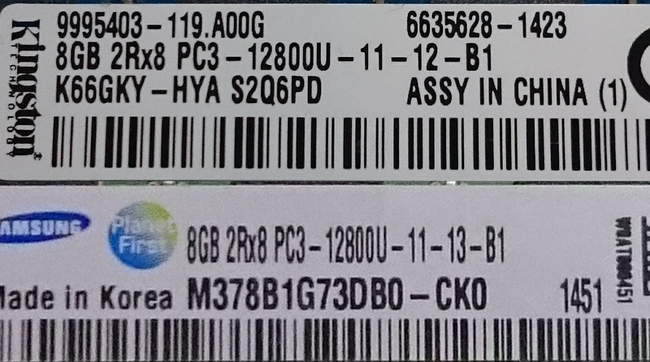 Kingston
TECHNOLOGY
9995403-119.A00G 6635628-1423
8GB 2Rx8 PC3-12800U-11-12-B1
K66GKY-HYA S2Q6PD ASSY IN CHINA (1)
AMSUNG
Planet
First
8GB 2Rx8 PC3-12800U-11-13-B1
Made in Korea M378B1G73DB0-CK0 1451